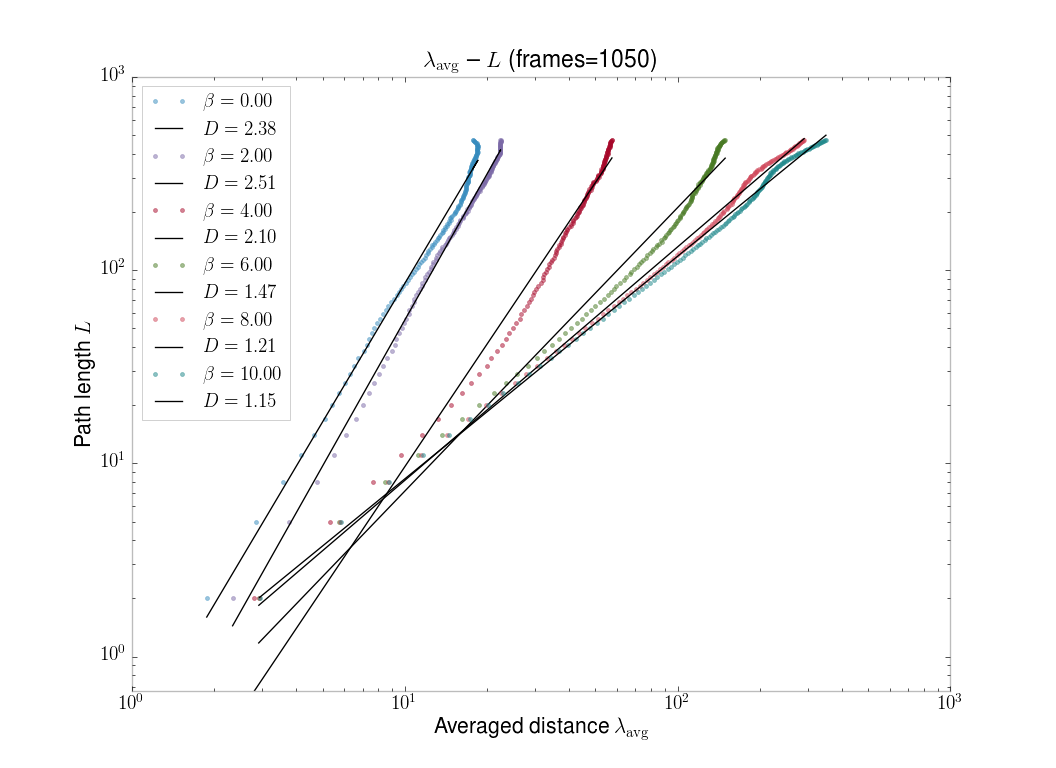 λavg − L (frames=1050)
10³
β = 0.00
D = 2.38
β = 2.00
D = 2.51
β = 4.00
D = 2.10
β = 6.00
D = 1.47
β = 8.00
D = 1.21
β = 10.00
D = 1.15
10²
10¹
10⁰
Path length L
10⁰ 10¹ 10² 10³
Averaged distance λavg